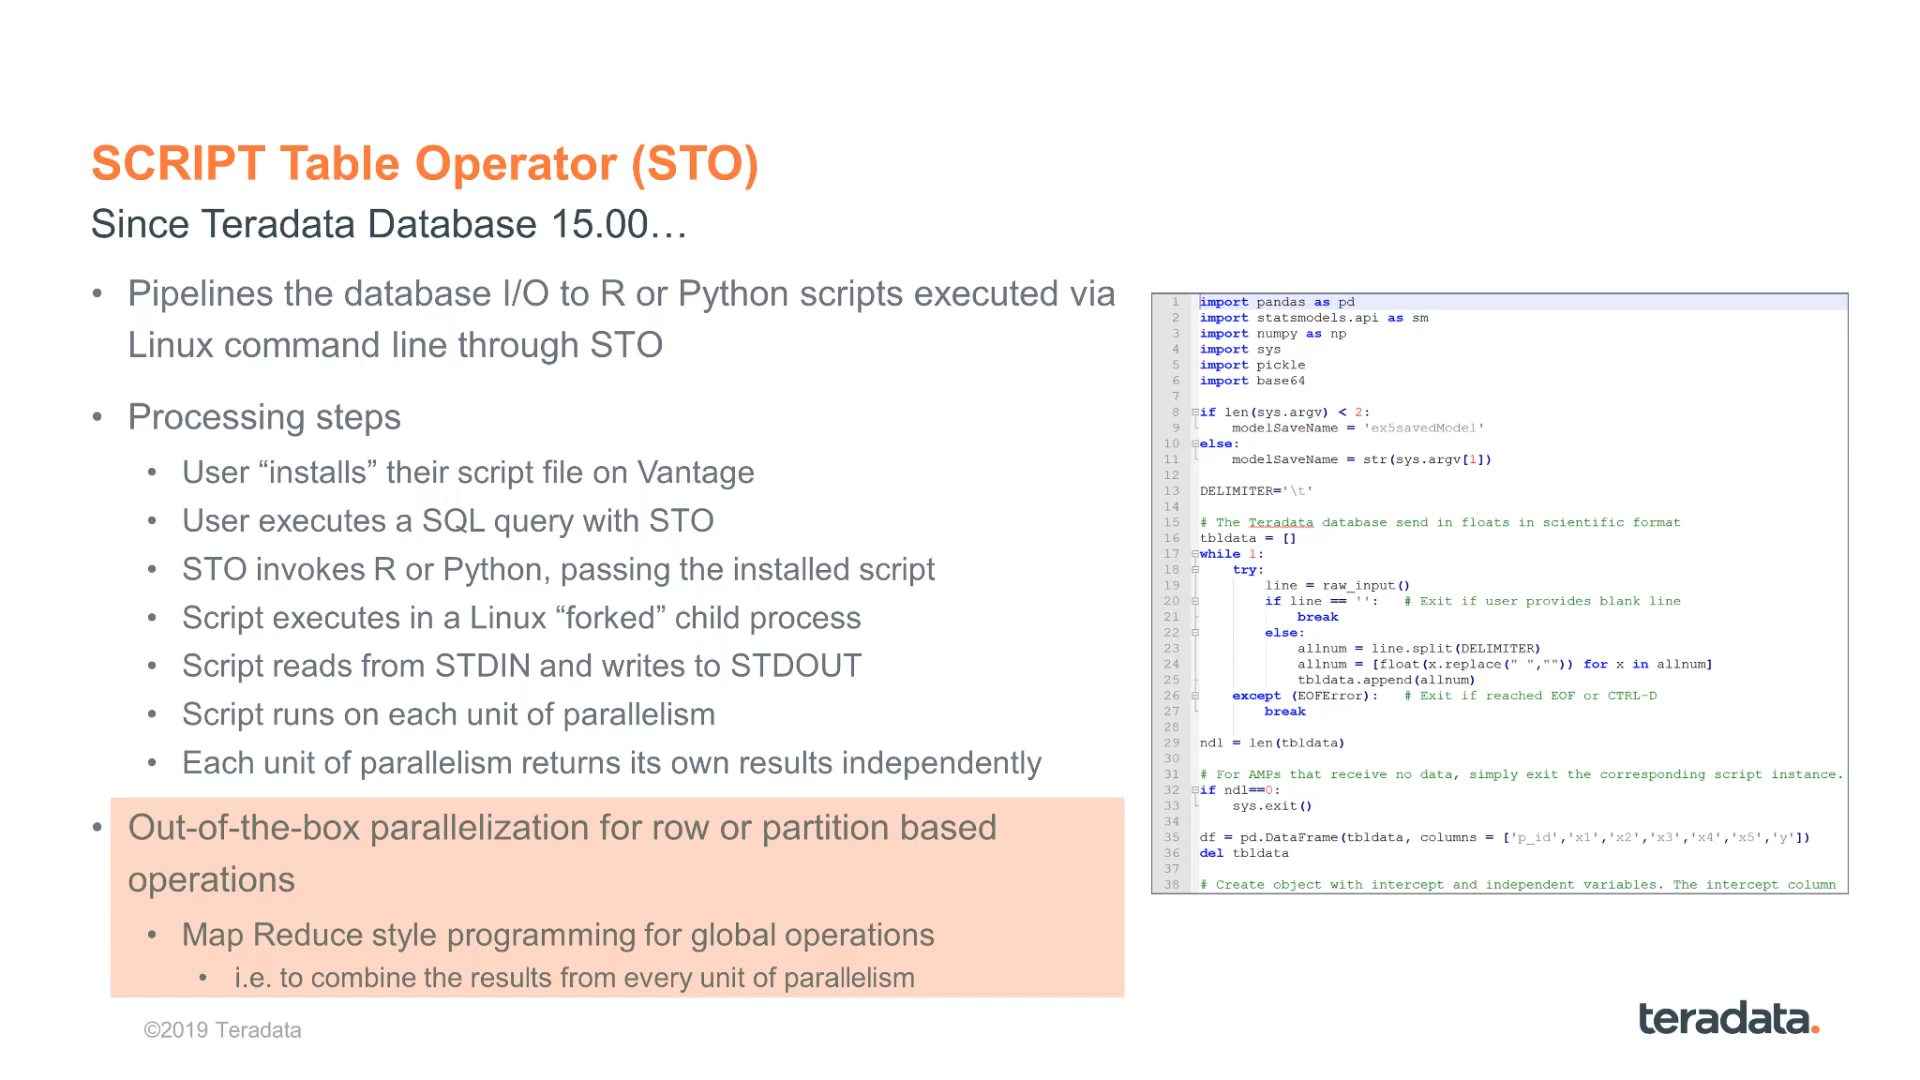 SCRIPT Table Operator (STO)
Since Teradata Database 15.00…
• Pipelines the database I/O to R or Python scripts executed via
Linux command line through STO
• Processing steps
• User “installs” their script file on Vantage
• User executes a SQL query with STO
• STO invokes R or Python, passing the installed script
• Script executes in a Linux “forked” child process
• Script reads from STDIN and writes to STDOUT
• Script runs on each unit of parallelism
• Each unit of parallelism returns its own results independently
• Out-of-the-box parallelization for row or partition based
operations
• Map Reduce style programming for global operations
• i.e. to combine the results from every unit of parallelism
1 import pandas as pd
2 import statsmodels.api as sm
3 import numpy as np
4 import sys
5 import pickle
6 import base64
7
8 if len(sys.argv) < 2:
9 modelSaveName = 'ex5savedModel'
10 else:
11 modelSaveName = str(sys.argv[1])
12
13 DELIMITER='\t'
14
15 # The Teradata database send in floats in scientific format
16 tbldata = []
17 while 1:
18 try:
19 line = raw_input()
20 if line == '': # Exit if user provides blank line
21 break
22 else:
23 allnum = line.split(DELIMITER)
24 allnum = [float(x.replace(" ","")) for x in allnum]
25 tbldata.append(allnum)
26 except (EOFError): # Exit if reached EOF or CTRL-D
27 break
28
29 ndl = len(tbldata)
30
31 # For AMPs that receive no data, simply exit the corresponding script instance.
32 if ndl==0:
33 sys.exit()
34
35 df = pd.DataFrame(tbldata, columns = ['p_id','x1','x2','x3','x4','x5','y'])
36 del tbldata
37
38 # Create object with intercept and independent variables. The intercept column
©2019 Teradata
teradata.